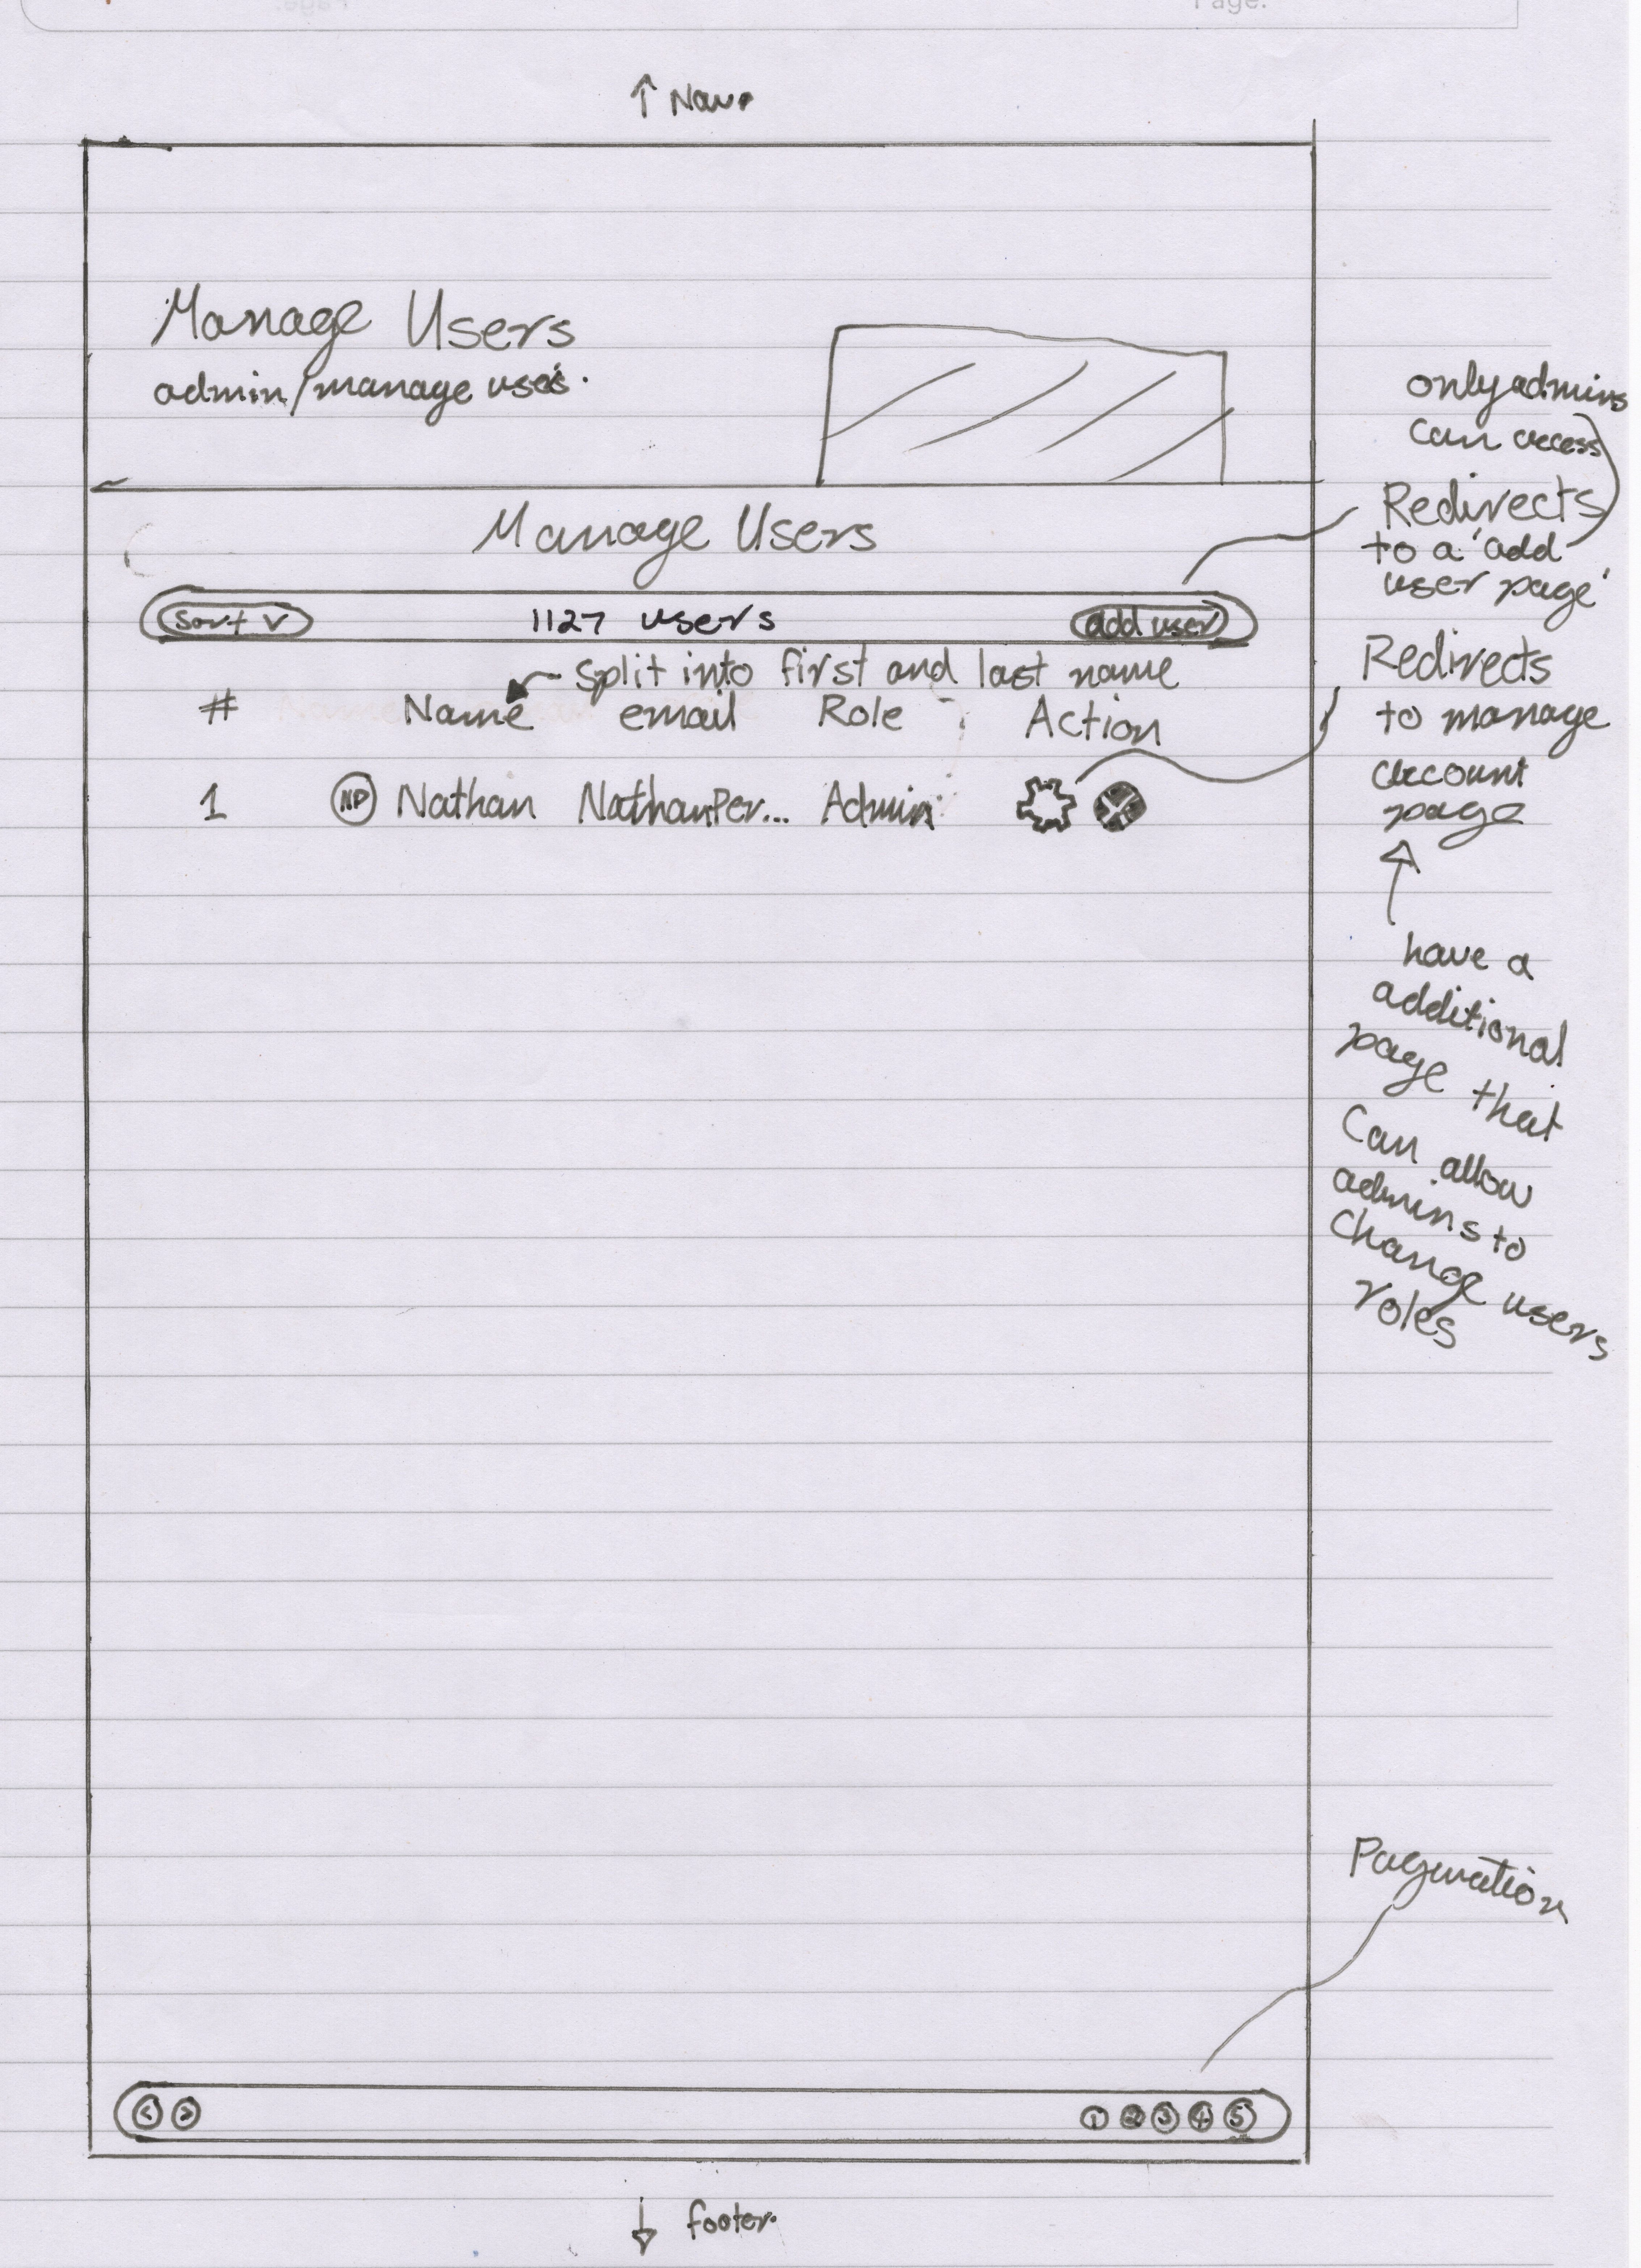 Page.
↑ Nav
Manage Users
admin/manage uses.
Manage Users
Sort v
1127 users
add user
Split into first and last name
# Name email Role Action
1 NP Nathan NathanPer... Admin
< >
1 2 3 4 5
↓ footer.
only admins
can access
Redirects
to a 'add
user page'
Redirects
to manage
account
page
have a
additional
page that
can allow
admins to
change users
roles
Pagination